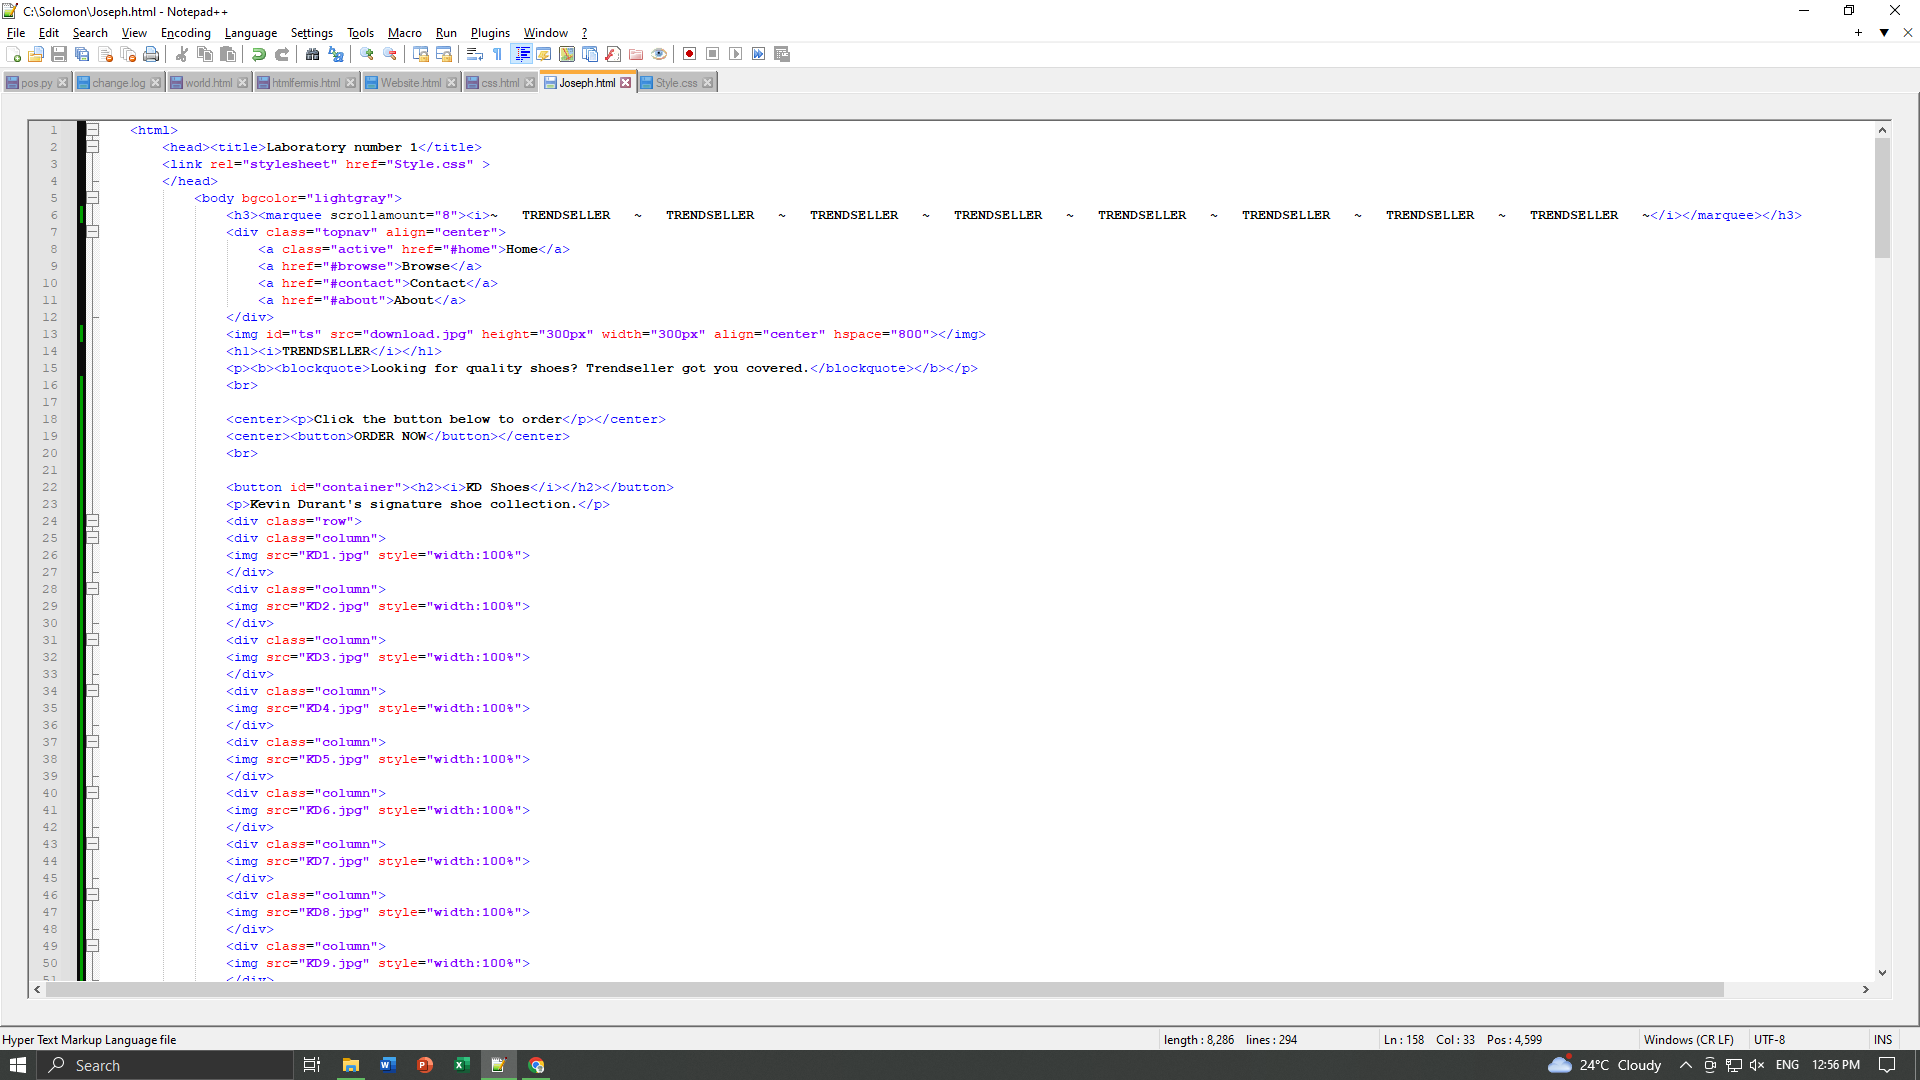 C:\Solomon\Joseph.html - Notepad++
File Edit Search View Encoding Language Settings Tools Macro Run Plugins Window ?
pos.py change.log world.html htmlfermis.html Website.html css.html Joseph.html Style.css
1 <html>
2 <head><title>Laboratory number 1</title>
3 <link rel="stylesheet" href="Style.css" >
4 </head>
5 <body bgcolor="lightgray">
6 <h3><marquee scrollamount="8"><i>~ TRENDSELLER ~ TRENDSELLER ~ TRENDSELLER ~ TRENDSELLER ~ TRENDSELLER ~ TRENDSELLER ~ TRENDSELLER ~ TRENDSELLER ~</i></marquee></h3>
7 <div class="topnav" align="center">
8 <a class="active" href="#home">Home</a>
9 <a href="#browse">Browse</a>
10 <a href="#contact">Contact</a>
11 <a href="#about">About</a>
12 </div>
13 <img id="ts" src="download.jpg" height="300px" width="300px" align="center" hspace="800"></img>
14 <h1><i>TRENDSELLER</i></h1>
15 <p><b><blockquote>Looking for quality shoes? Trendseller got you covered.</blockquote></b></p>
16 <br>
17
18 <center><p>Click the button below to order</p></center>
19 <center><button>ORDER NOW</button></center>
20 <br>
21
22 <button id="container"><h2><i>KD Shoes</i></h2></button>
23 <p>Kevin Durant's signature shoe collection.</p>
24 <div class="row">
25 <div class="column">
26 <img src="KD1.jpg" style="width:100%">
27 </div>
28 <div class="column">
29 <img src="KD2.jpg" style="width:100%">
30 </div>
31 <div class="column">
32 <img src="KD3.jpg" style="width:100%">
33 </div>
34 <div class="column">
35 <img src="KD4.jpg" style="width:100%">
36 </div>
37 <div class="column">
38 <img src="KD5.jpg" style="width:100%">
39 </div>
40 <div class="column">
41 <img src="KD6.jpg" style="width:100%">
42 </div>
43 <div class="column">
44 <img src="KD7.jpg" style="width:100%">
45 </div>
46 <div class="column">
47 <img src="KD8.jpg" style="width:100%">
48 </div>
49 <div class="column">
50 <img src="KD9.jpg" style="width:100%">
51 </div>
Hyper Text Markup Language file length : 8,286 lines : 294 Ln : 158 Col : 33 Pos : 4,599 Windows (CR LF) UTF-8 INS
Search 24°C Cloudy ENG 12:56 PM